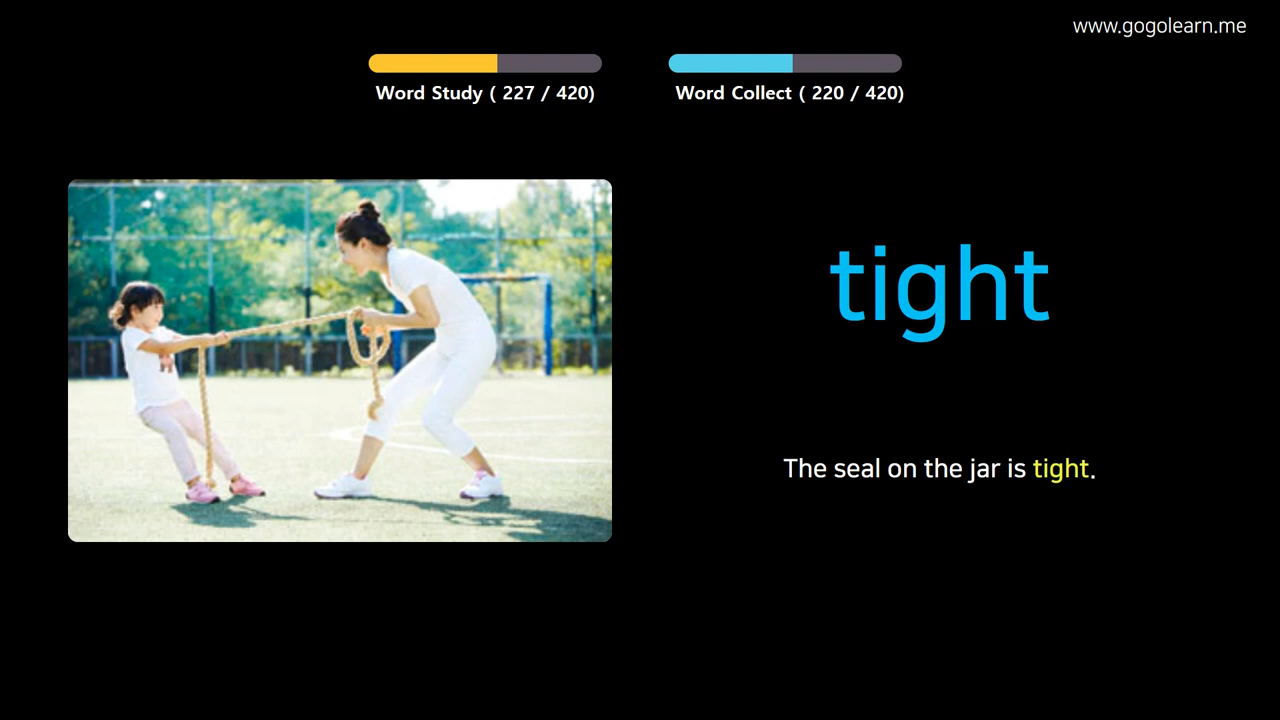 www.gogolearn.me
Word Study ( 227 / 420)
Word Collect ( 220 / 420)
tight
The seal on the jar is tight.